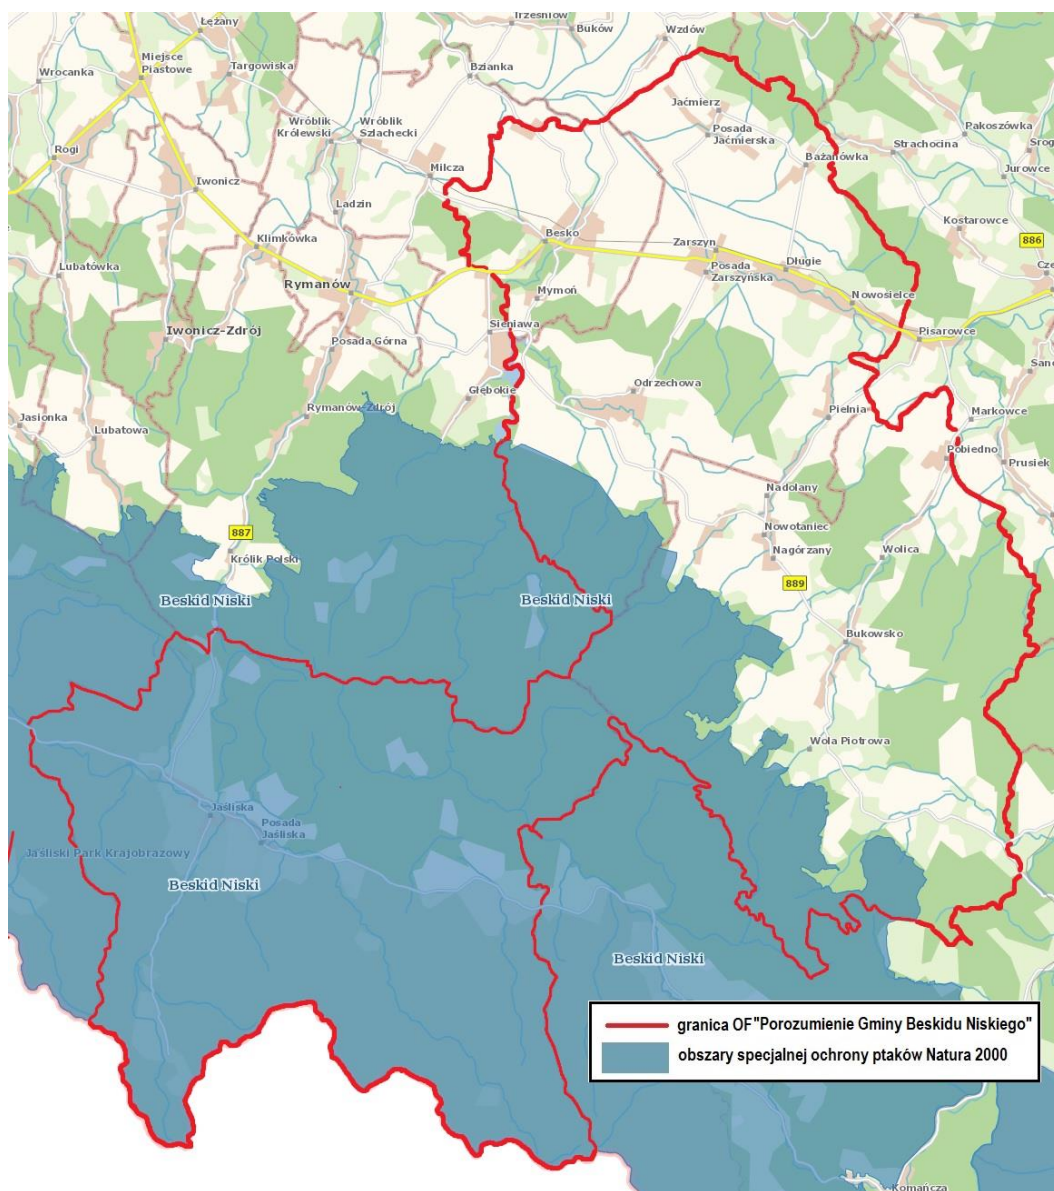 Trześniów
Łężany
Buków
Wzdów
Miejsce
Piastowe
Targowiska
Bzianka
Wrocanka
Jaćmierz
Wróblik
Królewski
Wróblik
Szlachecki
Posada
Jaćmierska
Pakoszówka
Strachocina
Rogi
Milcza
Bażanówka
Jurowce
Iwonicz
Ladzin
Kostarowce
Klimkówka
Besko
Zarszyn
886
Lubatówka
Rymanów
Mymoń
Posada
Zarszyńska
Długie
Nowosielce
Iwonicz-Zdrój
Sieniawa
Pisarowce
Posada Górna
Głębokie
Odrzechowa
Rymanów-Zdrój
Pielnia
Markowce
Jasionka
Lubatowa
Pobiedno
Prusiek
Nadolany
887
Nowotaniec
Królik Polski
Nagórzany
Wolica
889
Beskid Niski
Beskid Niski
Bukowsko
Wola Piotrowa
Jaśliska
Posada
Jaśliska
Jaśliski Park Krajobrazowy
Beskid Niski
Beskid Niski
granica OF "Porozumienie Gminy Beskidu Niskiego"
obszary specjalnej ochrony ptaków Natura 2000
Komańcza